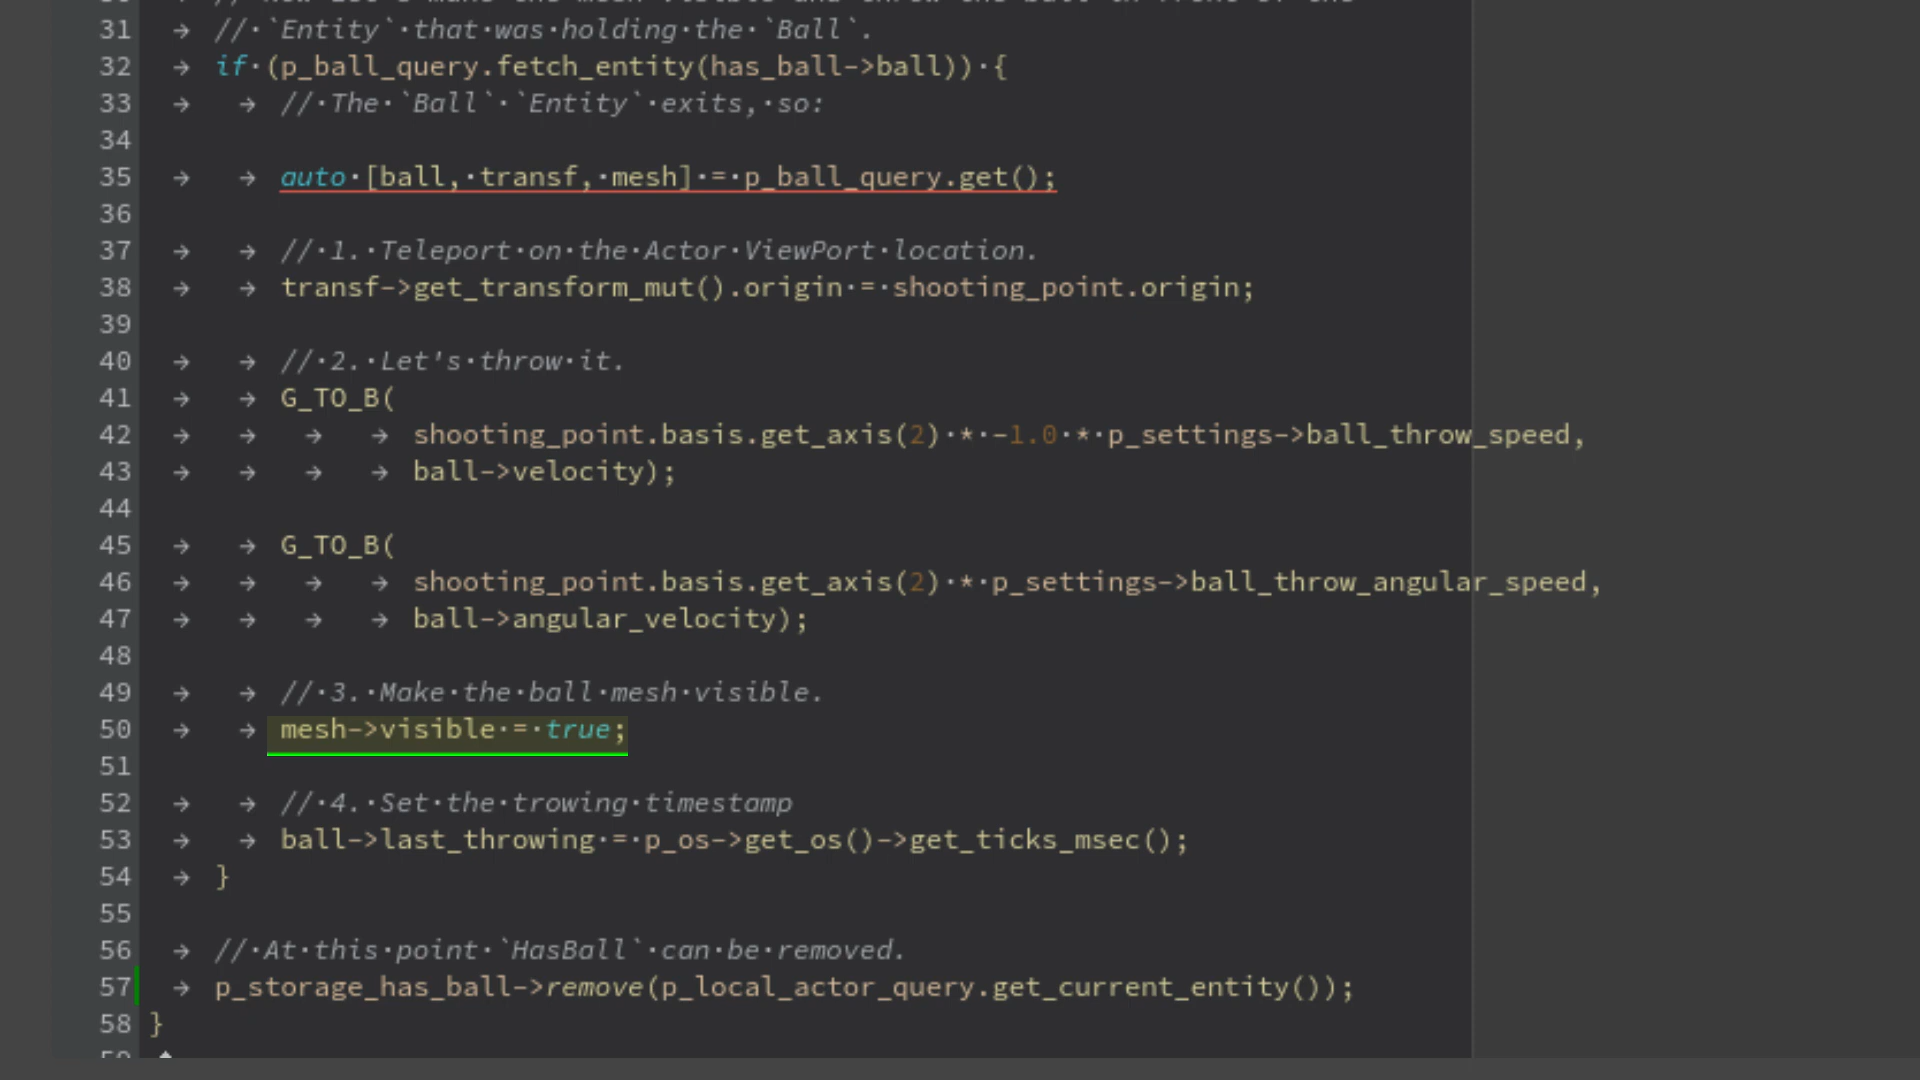 31 → // `Entity` that was holding the `Ball`.
32 → if (p_ball_query.fetch_entity(has_ball->ball)) {
33 → → // The `Ball` `Entity` exits, so:
34
35 → → auto [ball, transf, mesh] = p_ball_query.get();
36
37 → → // 1. Teleport on the Actor ViewPort location.
38 → → transf->get_transform_mut().origin = shooting_point.origin;
39
40 → → // 2. Let's throw it.
41 → → G_TO_B(
42 → → → → shooting_point.basis.get_axis(2) * -1.0 * p_settings->ball_throw_speed,
43 → → → → ball->velocity);
44
45 → → G_TO_B(
46 → → → → shooting_point.basis.get_axis(2) * p_settings->ball_throw_angular_speed,
47 → → → → ball->angular_velocity);
48
49 → → // 3. Make the ball mesh visible.
50 → → mesh->visible = true;
51
52 → → // 4. Set the trowing timestamp
53 → → ball->last_throwing = p_os->get_os()->get_ticks_msec();
54 → }
55
56 → // At this point `HasBall` can be removed.
57 → p_storage_has_ball->remove(p_local_actor_query.get_current_entity());
58 }